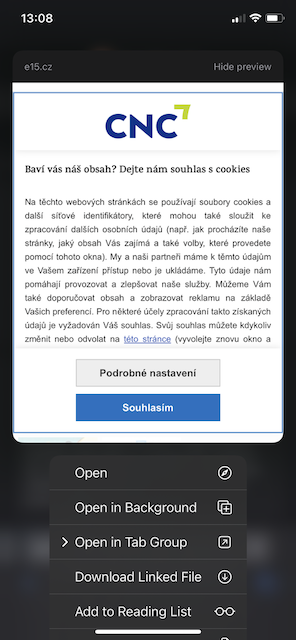 13:08
e15.cz
Hide preview
CNC
Baví vás náš obsah? Dejte nám souhlas s cookies
Na těchto webových stránkách se používají soubory cookies a
další síťové identifikátory, které mohou také sloužit ke
zpracování dalších osobních údajů (např. jak procházíte naše
stránky, jaký obsah Vás zajímá a také volby, které provedete
pomocí tohoto okna). My a naši partneři máme k těmto údajům
ve Vašem zařízení přístup nebo je ukládáme. Tyto údaje nám
pomáhají provozovat a zlepšovat naše služby. Můžeme Vám
také doporučovat obsah a zobrazovat reklamu na základě
Vašich preferencí. Pro některé účely zpracování takto získaných
údajů je vyžadován Váš souhlas. Svůj souhlas můžete kdykoliv
změnit nebo odvolat na této stránce (vyvolejte znovu okno a
Podrobné nastavení
Souhlasím
Open
Open in Background
Open in Tab Group
Download Linked File
Add to Reading List